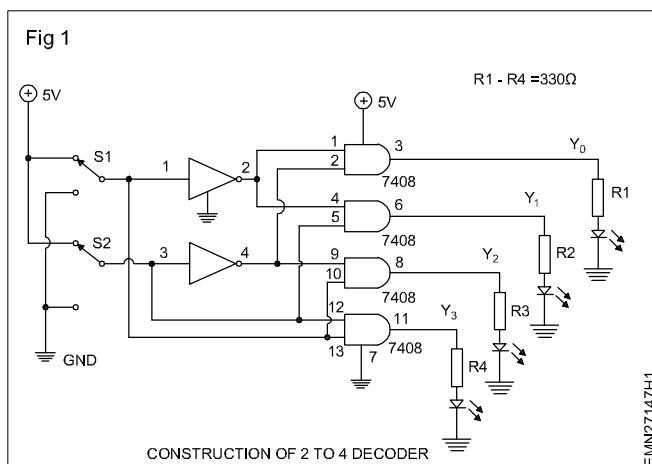 Fig 1
R1 - R4 =330Ω
5V
5V
S1
1
2
1
2
3
7408
Y0
R1
4
5
6
7408
Y1
R2
S2
3
4
9
10
8
7408
Y2
R3
12
13
11
7
7408
Y3
R4
GND
CONSTRUCTION OF 2 TO 4 DECODER
EMN27147H1